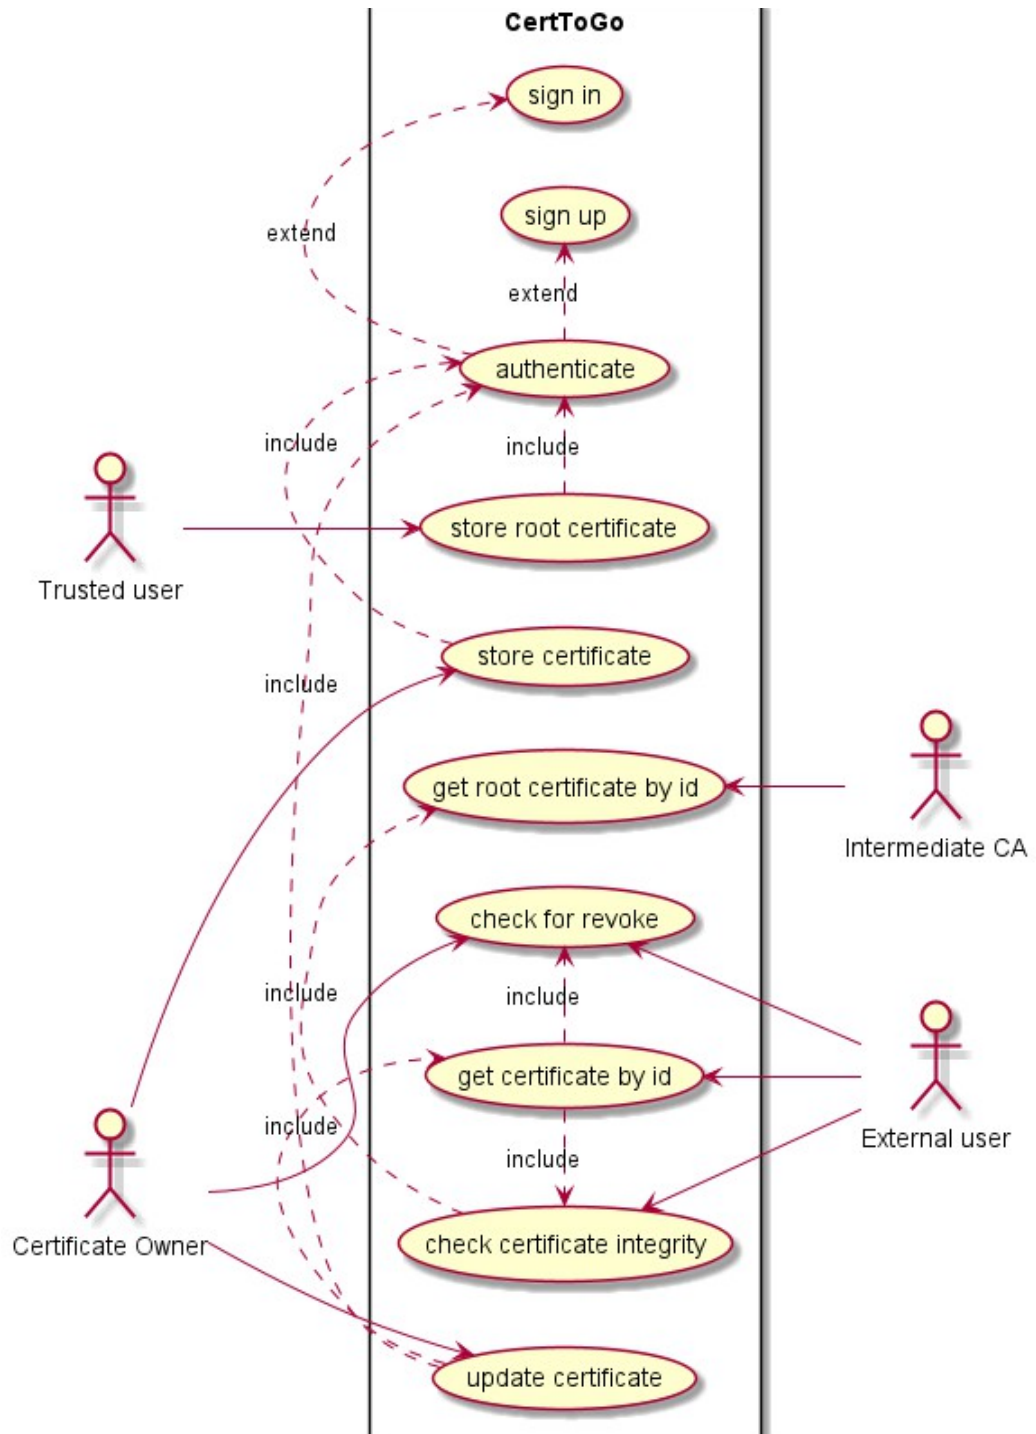 CertToGo
sign in
sign up
extend
extend
authenticate
include
include
store root certificate
Trusted user
store certificate
include
get root certificate by id
Intermediate CA
check for revoke
include
include
get certificate by id
include
include
External user
check certificate integrity
Certificate Owner
update certificate